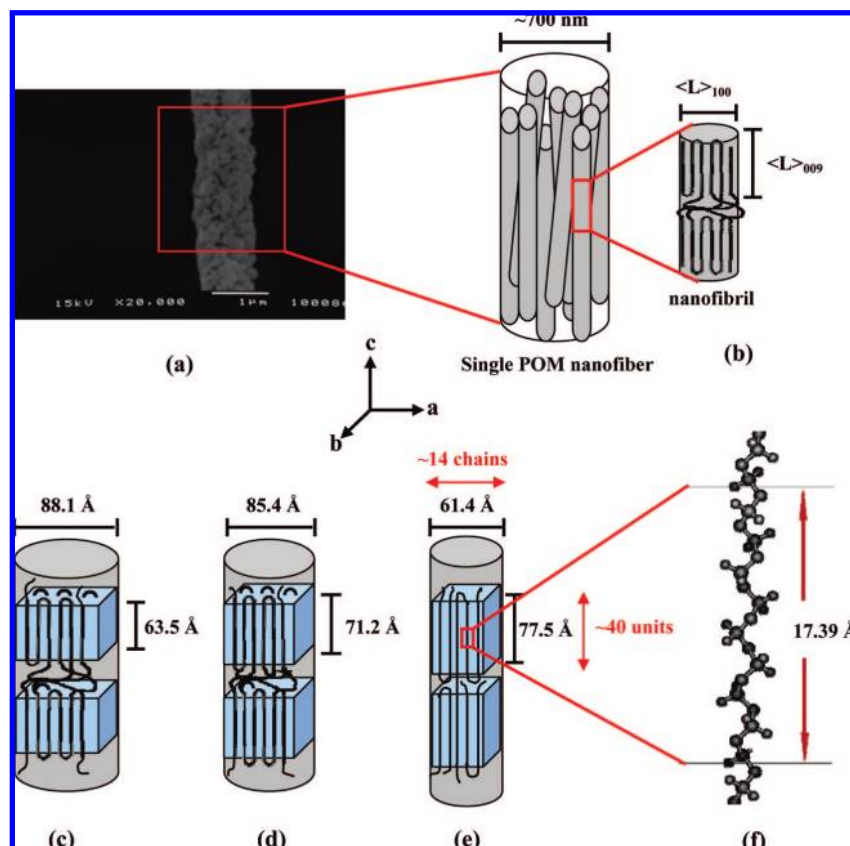 ~700 nm
<L>100
<L>009
nanofibril
15kV X20,000 1µm
(a)
Single POM nanofiber
(b)
c
a
b
~14 chains
88.1 Å
85.4 Å
61.4 Å
63.5 Å
71.2 Å
77.5 Å
~40 units
17.39 Å
(c)
(d)
(e)
(f)